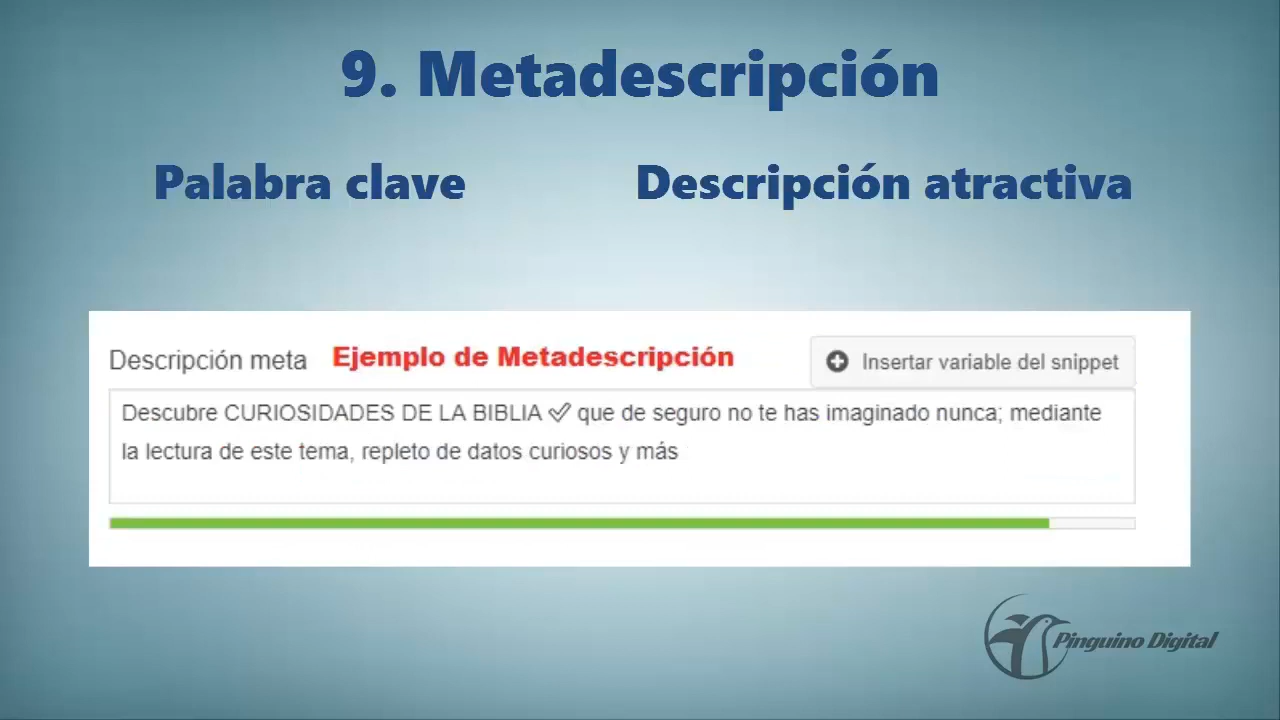 9. Metadescripción
Palabra clave
Descripción atractiva
Descripción meta
Ejemplo de Metadescripción
Insertar variable del snippet
Descubre CURIOSIDADES DE LA BIBLIA ✓ que de seguro no te has imaginado nunca; mediante
la lectura de este tema, repleto de datos curiosos y más
Pinguino Digital